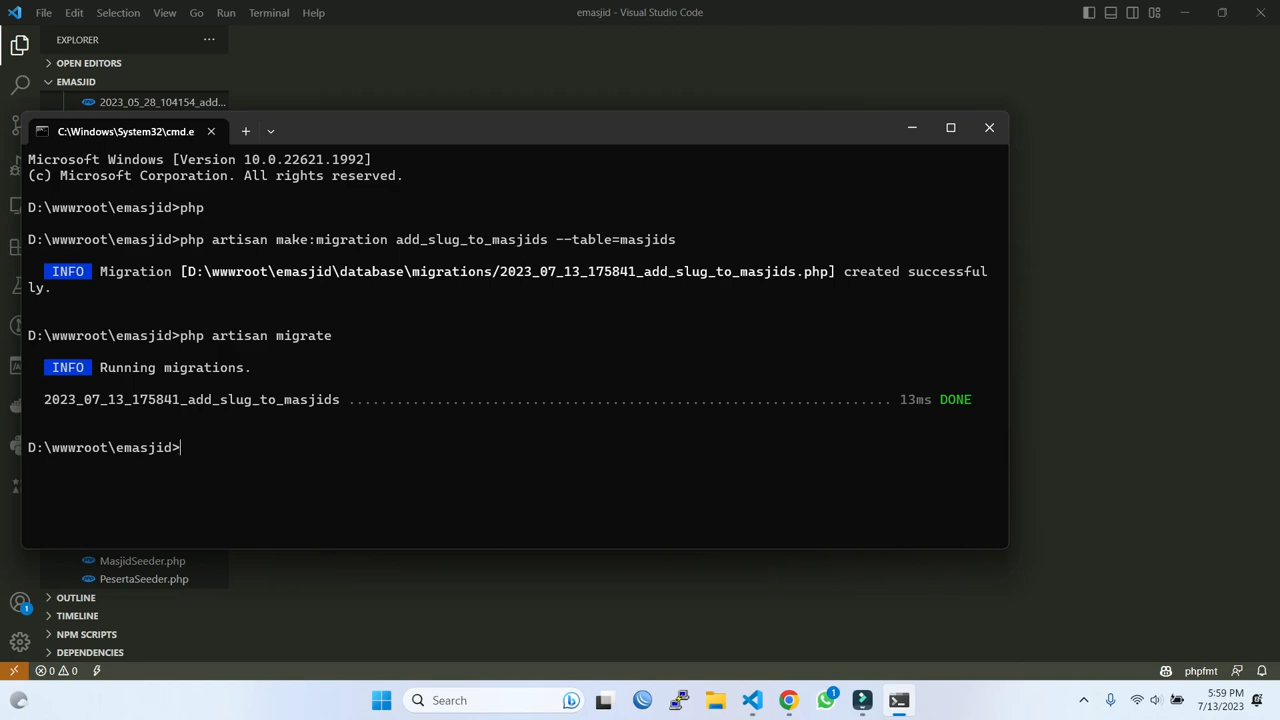 File Edit Selection View Go Run Terminal Help
emasjid - Visual Studio Code
EXPLORER
OPEN EDITORS
EMASJID
2023_05_28_104154_add...
C:\Windows\System32\cmd.e
Microsoft Windows [Version 10.0.22621.1992]
(c) Microsoft Corporation. All rights reserved.
D:\wwwroot\emasjid>php
D:\wwwroot\emasjid>php artisan make:migration add_slug_to_masjids --table=masjids
INFO Migration [D:\wwwroot\emasjid\database\migrations/2023_07_13_175841_add_slug_to_masjids.php] created successful
ly.
D:\wwwroot\emasjid>php artisan migrate
INFO Running migrations.
2023_07_13_175841_add_slug_to_masjids .................................................................... 13ms DONE
D:\wwwroot\emasjid>
MasjidSeeder.php
PesertaSeeder.php
OUTLINE
TIMELINE
NPM SCRIPTS
DEPENDENCIES
1
0 0
phpfmt
Search
1
5:59 PM
7/13/2023